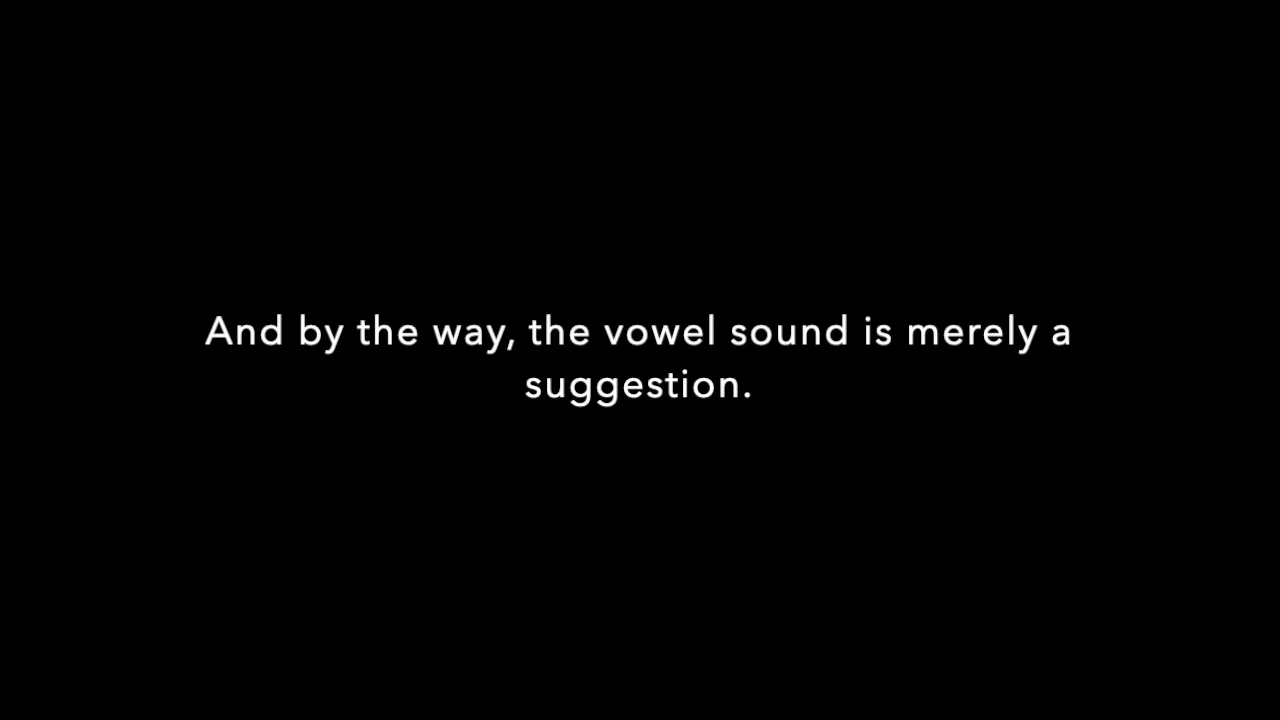 And by the way, the vowel sound is merely a
suggestion.